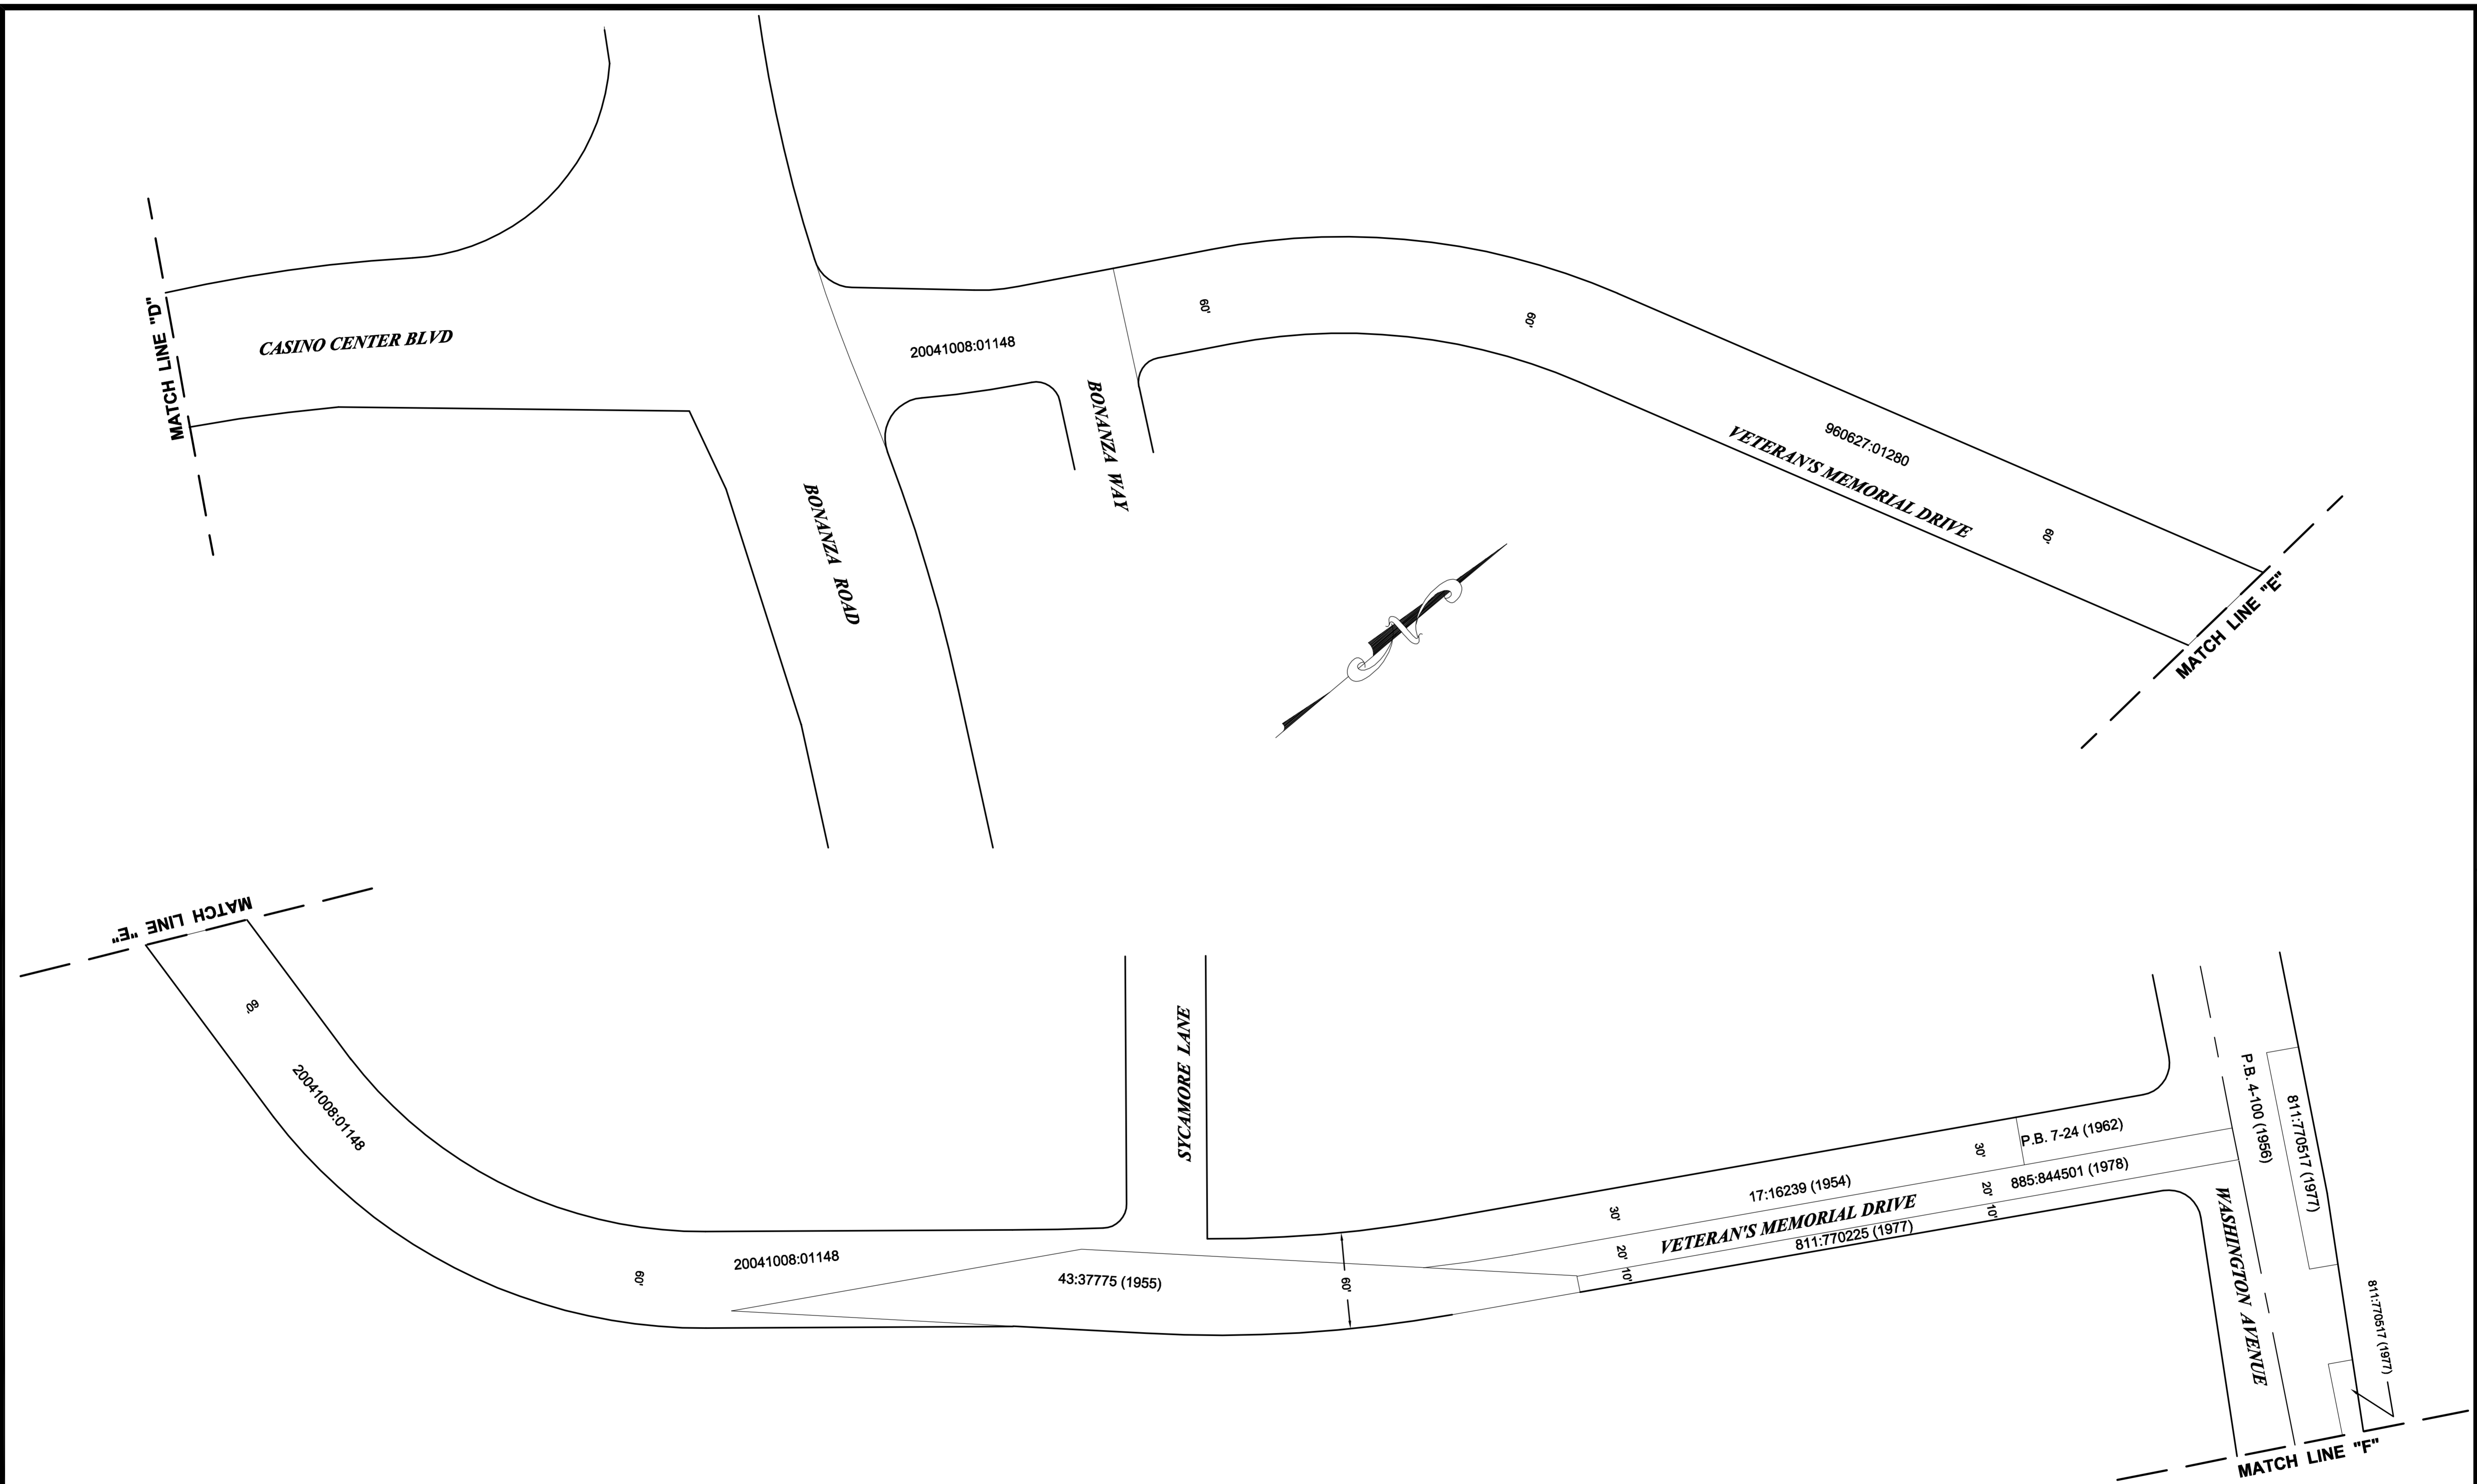 MATCH LINE "D"
CASINO CENTER BLVD
20041008:01148
BONANZA WAY
BONANZA ROAD
60'
60'
960627:01280
VETERAN'S MEMORIAL DRIVE
60'
MATCH LINE "E"
N
MATCH LINE "E"
60'
20041008:01148
60'
20041008:01148
SYCAMORE LANE
43:37775 (1955)
60'
30'
20'
10'
17:16239 (1954)
VETERAN'S MEMORIAL DRIVE
811:770225 (1977)
30'
20'
10'
P.B. 7-24 (1962)
885:844501 (1978)
P.B. 4-100 (1956)
811:770517 (1977)
WASHINGTON AVENUE
811:770517 (1977)
MATCH LINE "F"